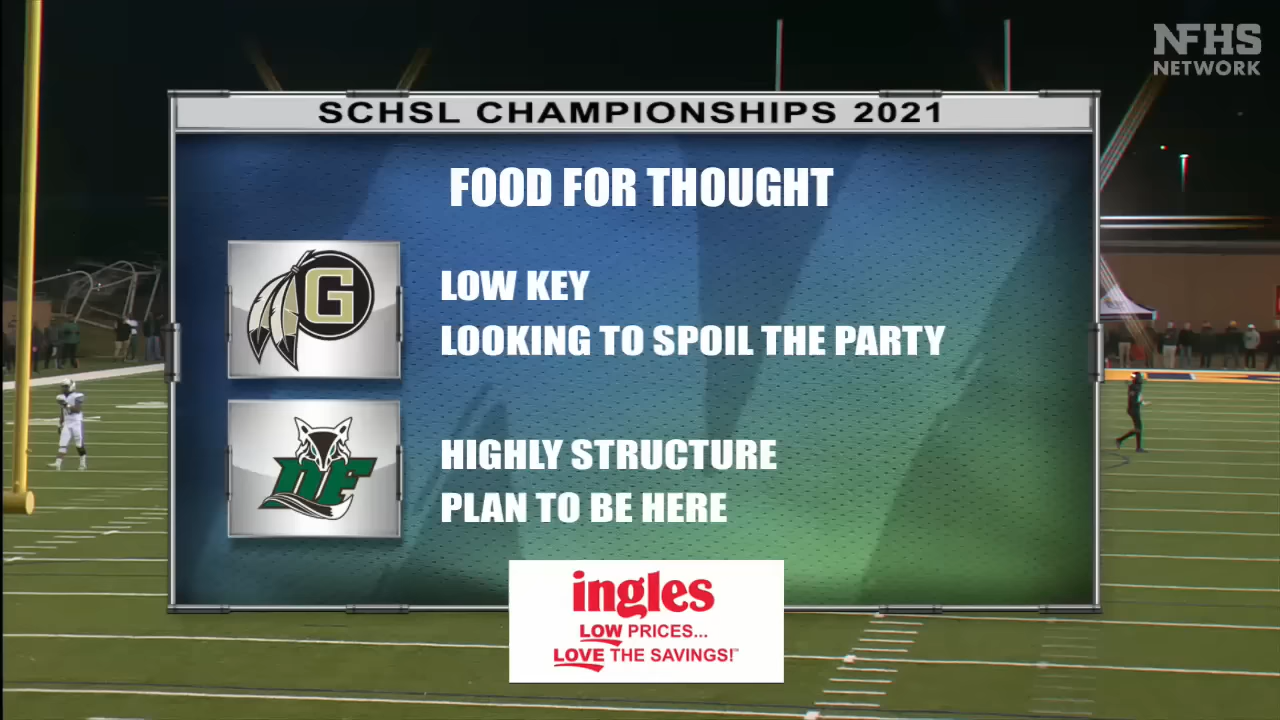 NFHS
NETWORK
SCHSL CHAMPIONSHIPS 2021
FOOD FOR THOUGHT
G
LOW KEY
LOOKING TO SPOIL THE PARTY
NF
HIGHLY STRUCTURE
PLAN TO BE HERE
ingles
LOW PRICES...
LOVE THE SAVINGS!™